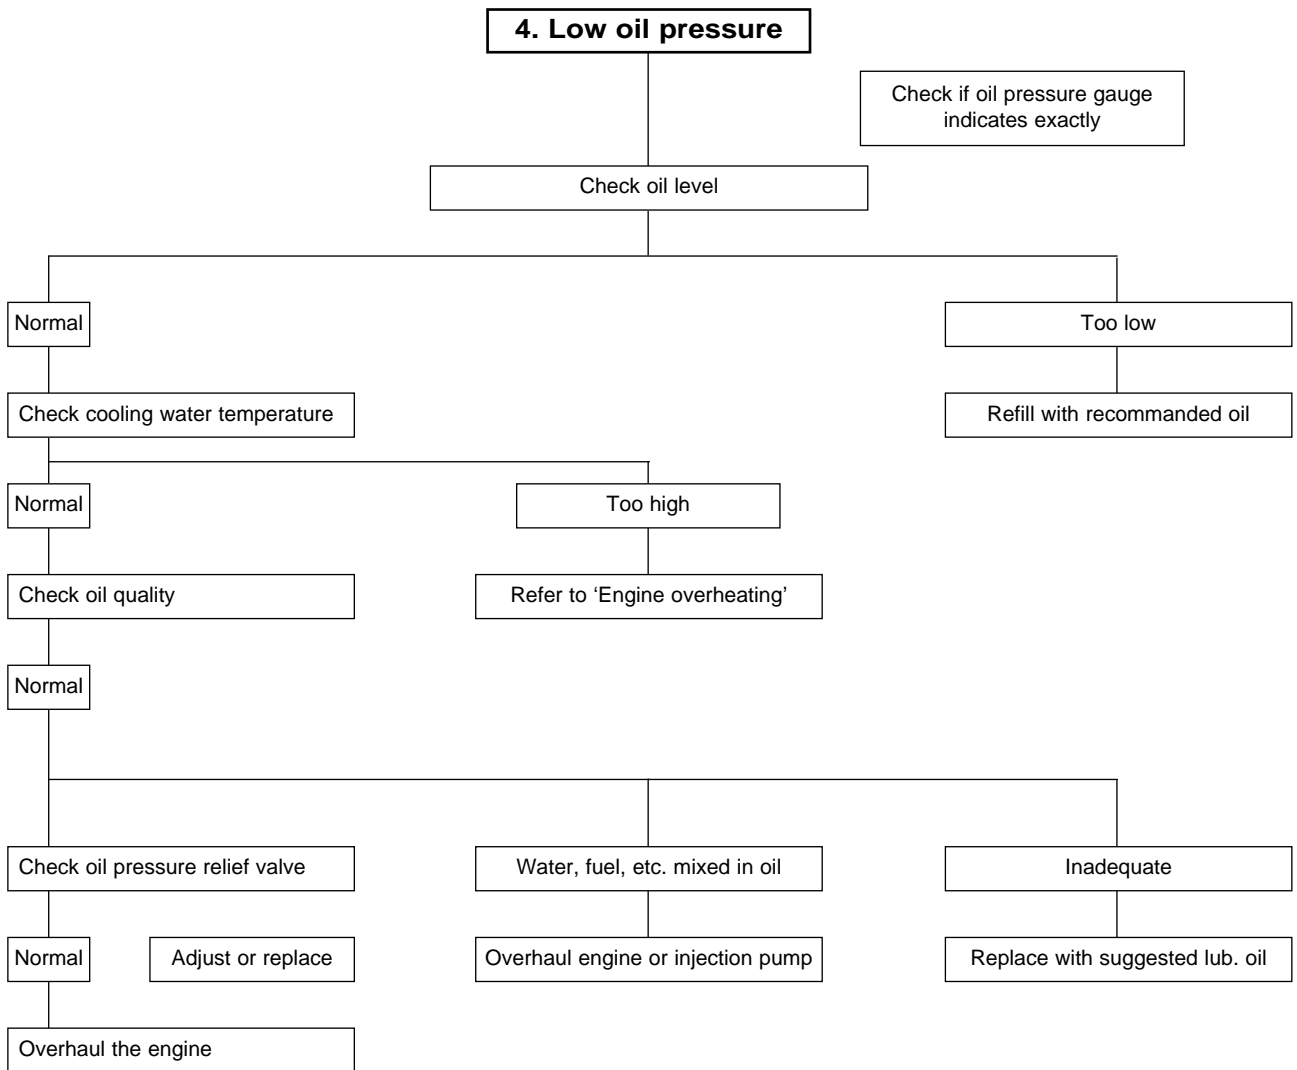 4. Low oil pressure
Check if oil pressure gauge
indicates exactly
Check oil level
Normal
Too low
Check cooling water temperature
Refill with recommanded oil
Normal
Too high
Check oil quality
Refer to ‘Engine overheating’
Normal
Check oil pressure relief valve
Water, fuel, etc. mixed in oil
Inadequate
Normal
Adjust or replace
Overhaul engine or injection pump
Replace with suggested lub. oil
Overhaul the engine